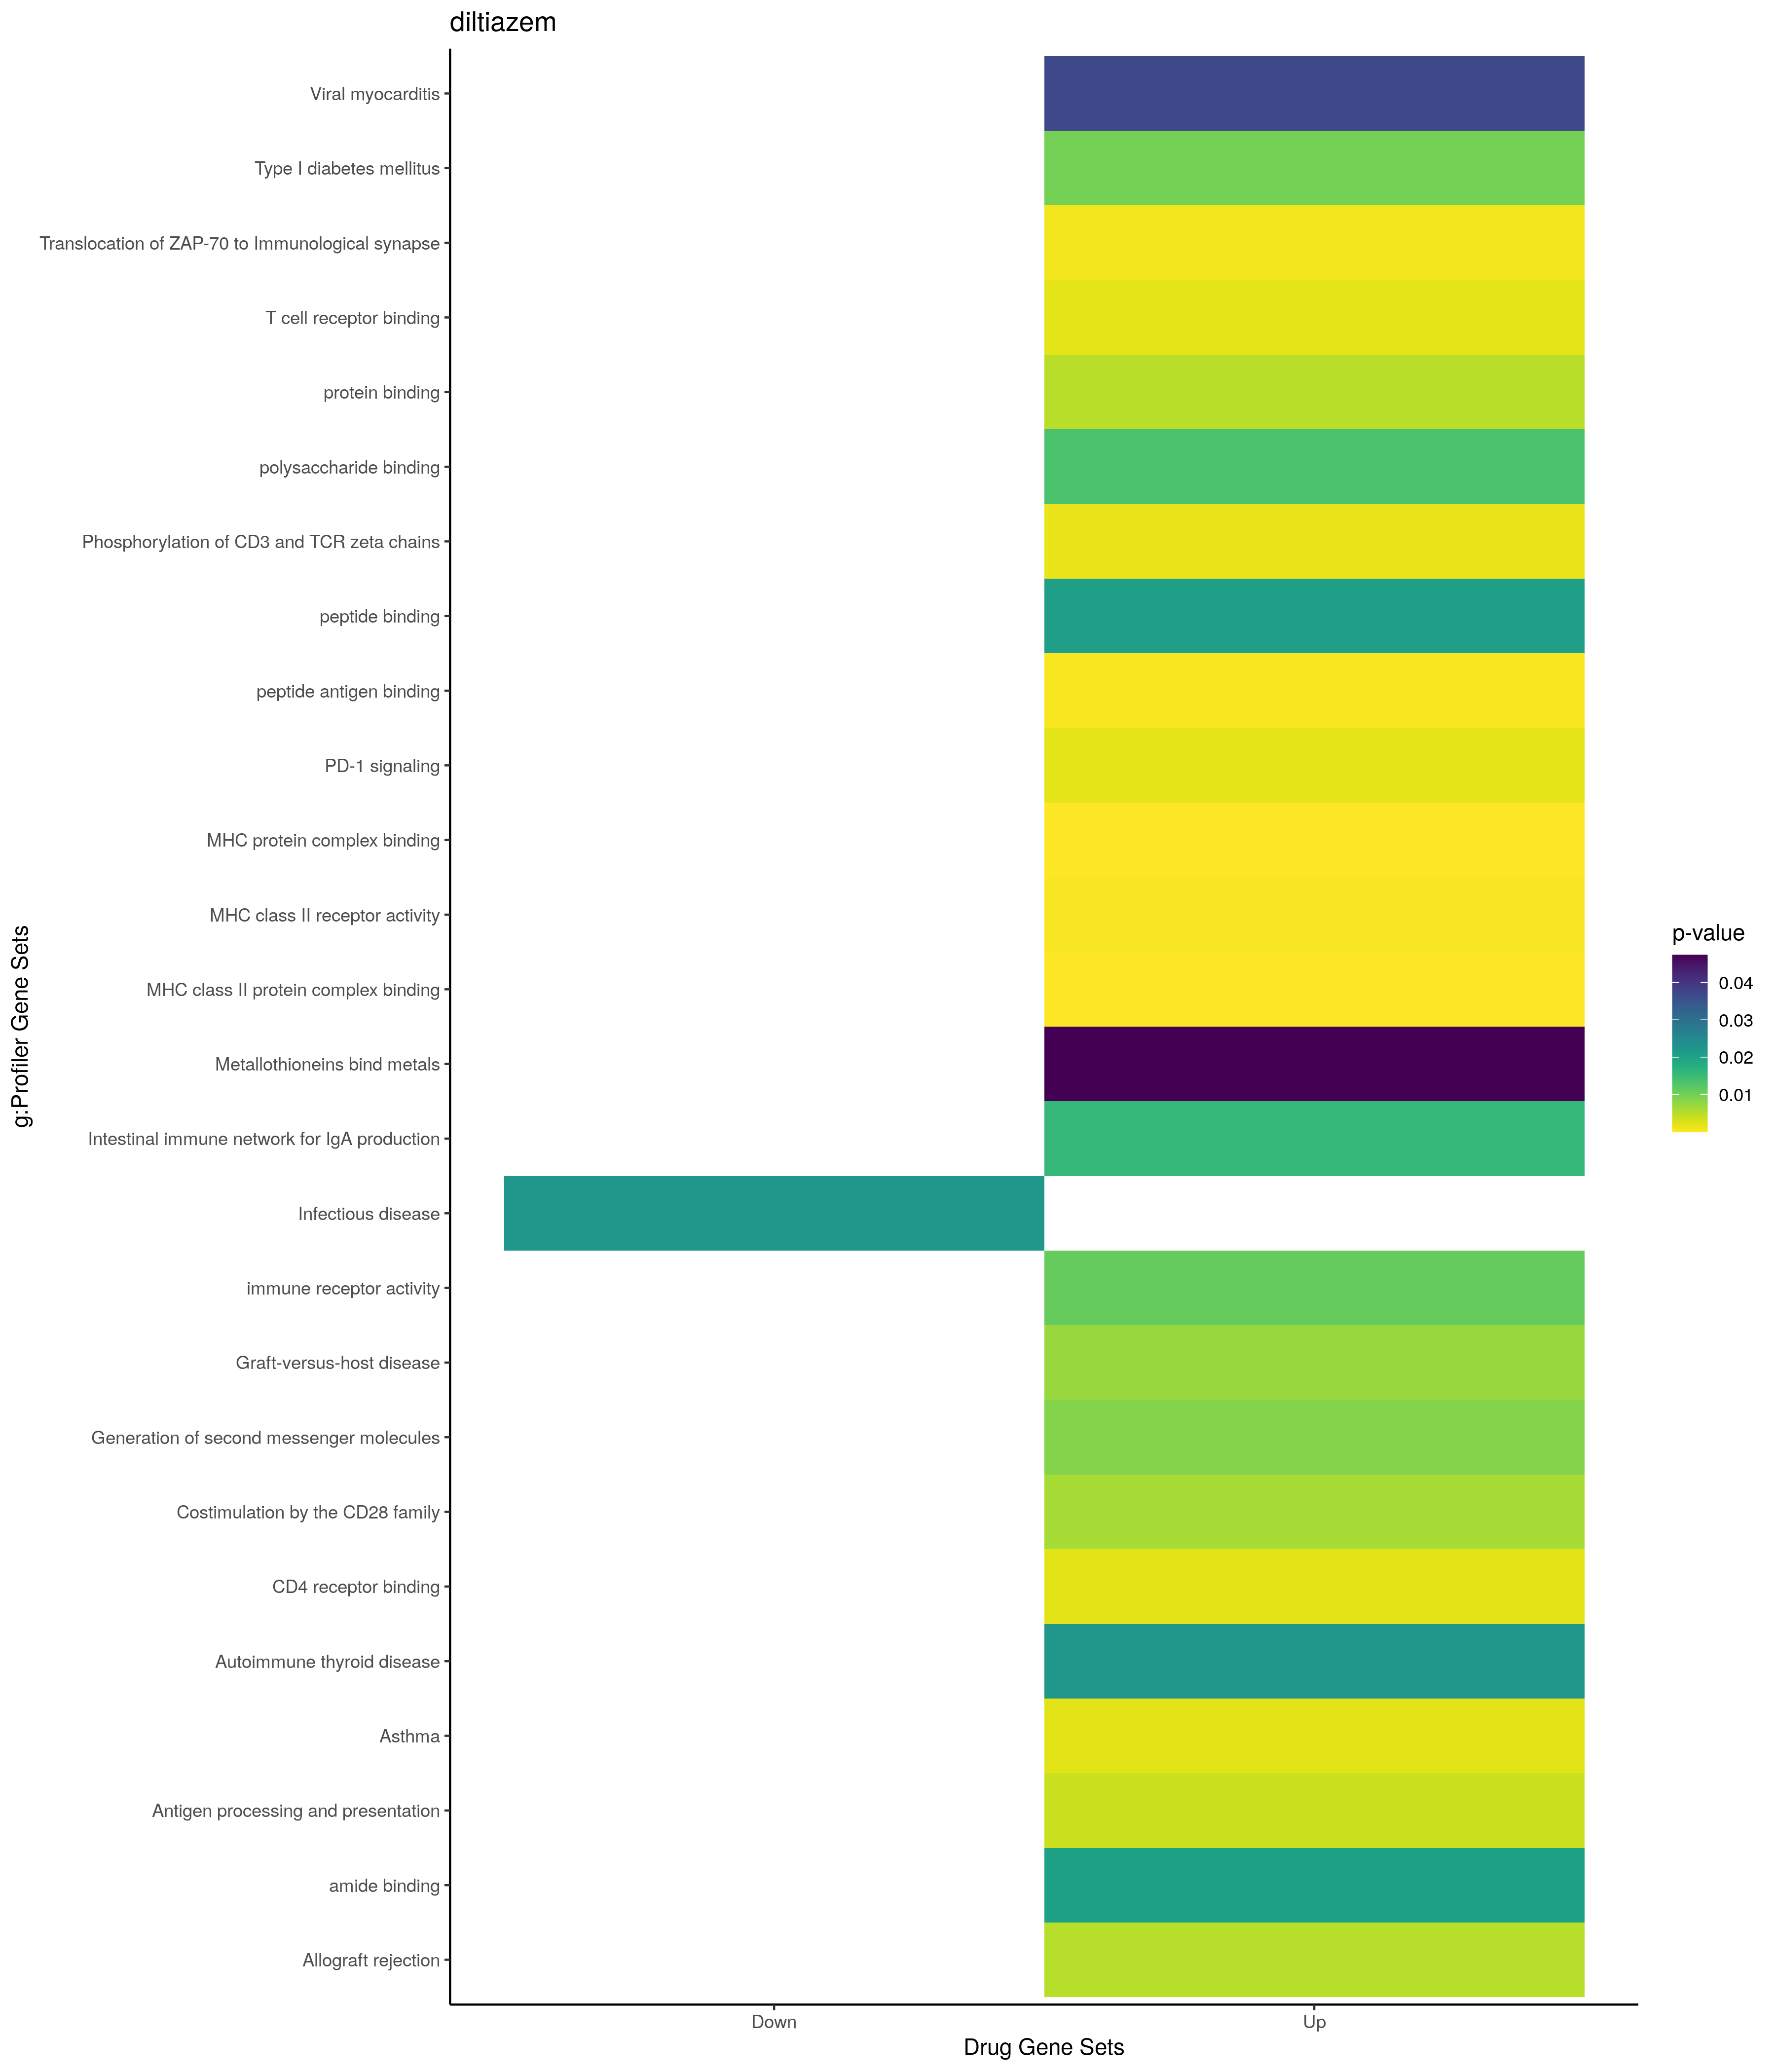 diltiazem
Viral myocarditis
Type I diabetes mellitus
Translocation of ZAP-70 to Immunological synapse
T cell receptor binding
protein binding
polysaccharide binding
Phosphorylation of CD3 and TCR zeta chains
peptide binding
peptide antigen binding
PD-1 signaling
MHC protein complex binding
MHC class II receptor activity
MHC class II protein complex binding
Metallothioneins bind metals
Intestinal immune network for IgA production
Infectious disease
immune receptor activity
Graft-versus-host disease
Generation of second messenger molecules
Costimulation by the CD28 family
CD4 receptor binding
Autoimmune thyroid disease
Asthma
Antigen processing and presentation
amide binding
Allograft rejection
g:Profiler Gene Sets
Down
Up
Drug Gene Sets
p-value
0.04
0.03
0.02
0.01